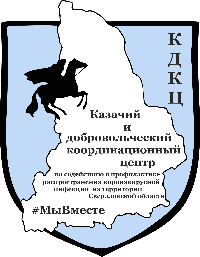 КДКЦ
Казачий
и
добровольческий
координационный
центр
по содействию в профилактике
распространения коронавирусной
инфекции на территории
Свердловской области
#МыВместе